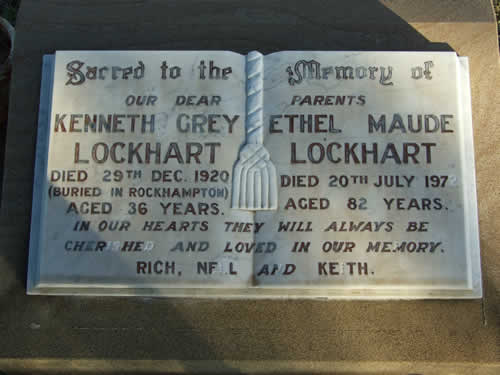 Sacred to the Memory of
OUR DEAR PARENTS
KENNETH GREY ETHEL MAUDE
LOCKHART LOCKHART
DIED 29TH DEC. 1920 DIED 20TH JULY
(BURIED IN ROCKHAMPTON)
AGED 36 YEARS. AGED 82 YEARS.
IN OUR HEARTS THEY WILL ALWAYS BE
CHERISHED AND LOVED IN OUR MEMORY.
RICH, NEIL AND KEITH.